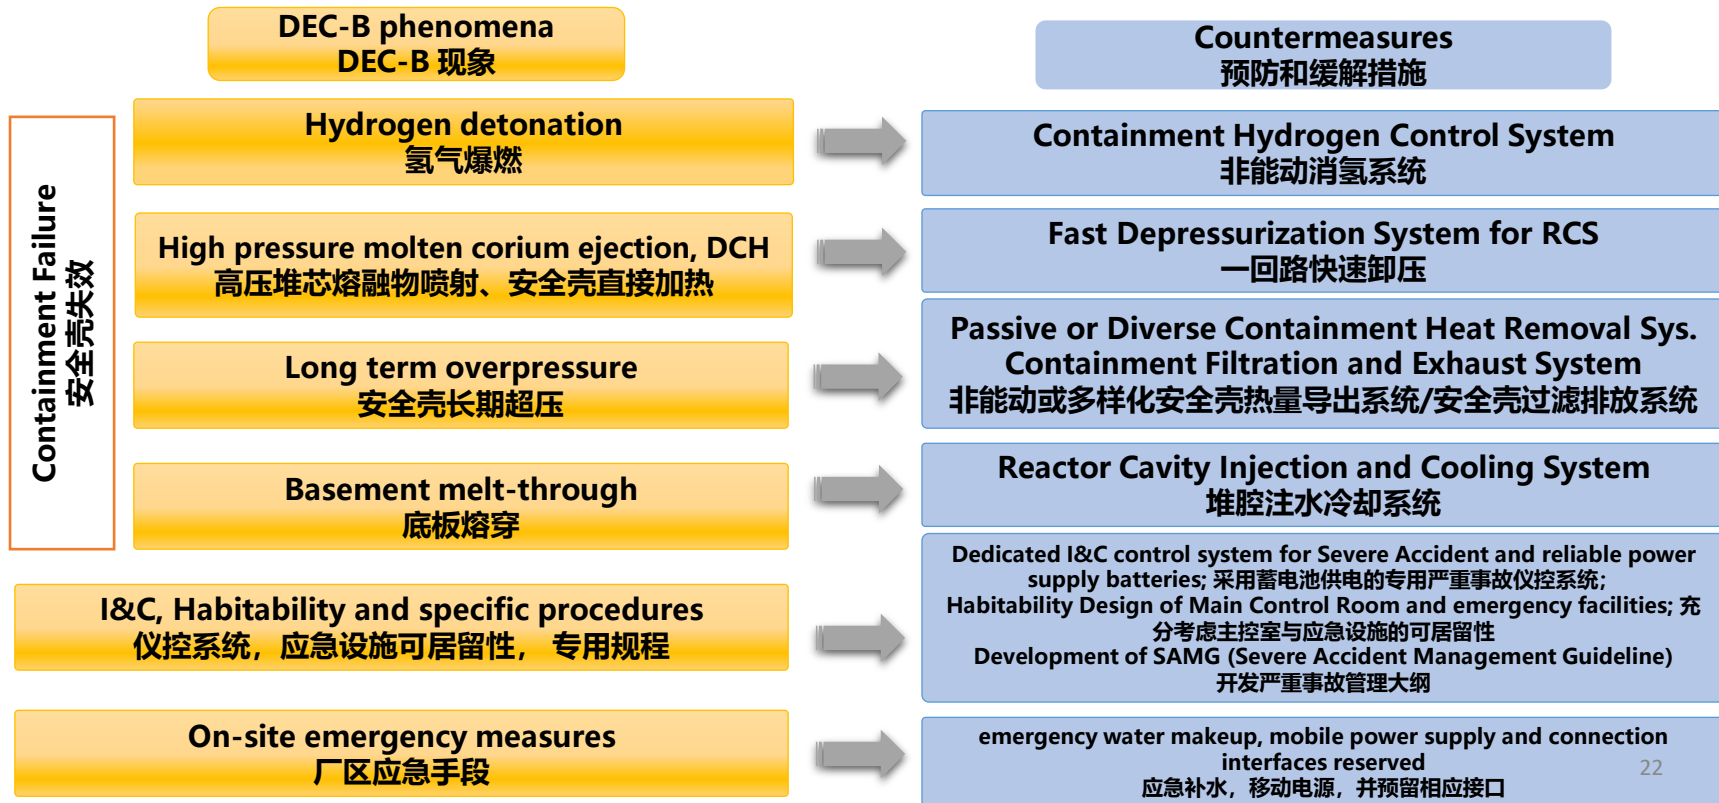 DEC-B phenomena
DEC-B 现象
Countermeasures
预防和缓解措施
Containment Failure
安全壳失效
Hydrogen detonation
氢气爆燃
Containment Hydrogen Control System
非能动消氢系统
High pressure molten corium ejection, DCH
高压堆芯熔融物喷射、安全壳直接加热
Fast Depressurization System for RCS
一回路快速卸压
Long term overpressure
安全壳长期超压
Passive or Diverse Containment Heat Removal Sys.
Containment Filtration and Exhaust System
非能动或多样化安全壳热量导出系统/安全壳过滤排放系统
Basement melt-through
底板熔穿
Reactor Cavity Injection and Cooling System
堆腔注水冷却系统
I&C, Habitability and specific procedures
仪控系统，应急设施可居留性， 专用规程
Dedicated I&C control system for Severe Accident and reliable power
supply batteries; 采用蓄电池供电的专用严重事故仪控系统；
Habitability Design of Main Control Room and emergency facilities; 充
分考虑主控室与应急设施的可居留性
Development of SAMG (Severe Accident Management Guideline)
开发严重事故管理大纲
On-site emergency measures
厂区应急手段
emergency water makeup, mobile power supply and connection
interfaces reserved
应急补水，移动电源，并预留相应接口
22